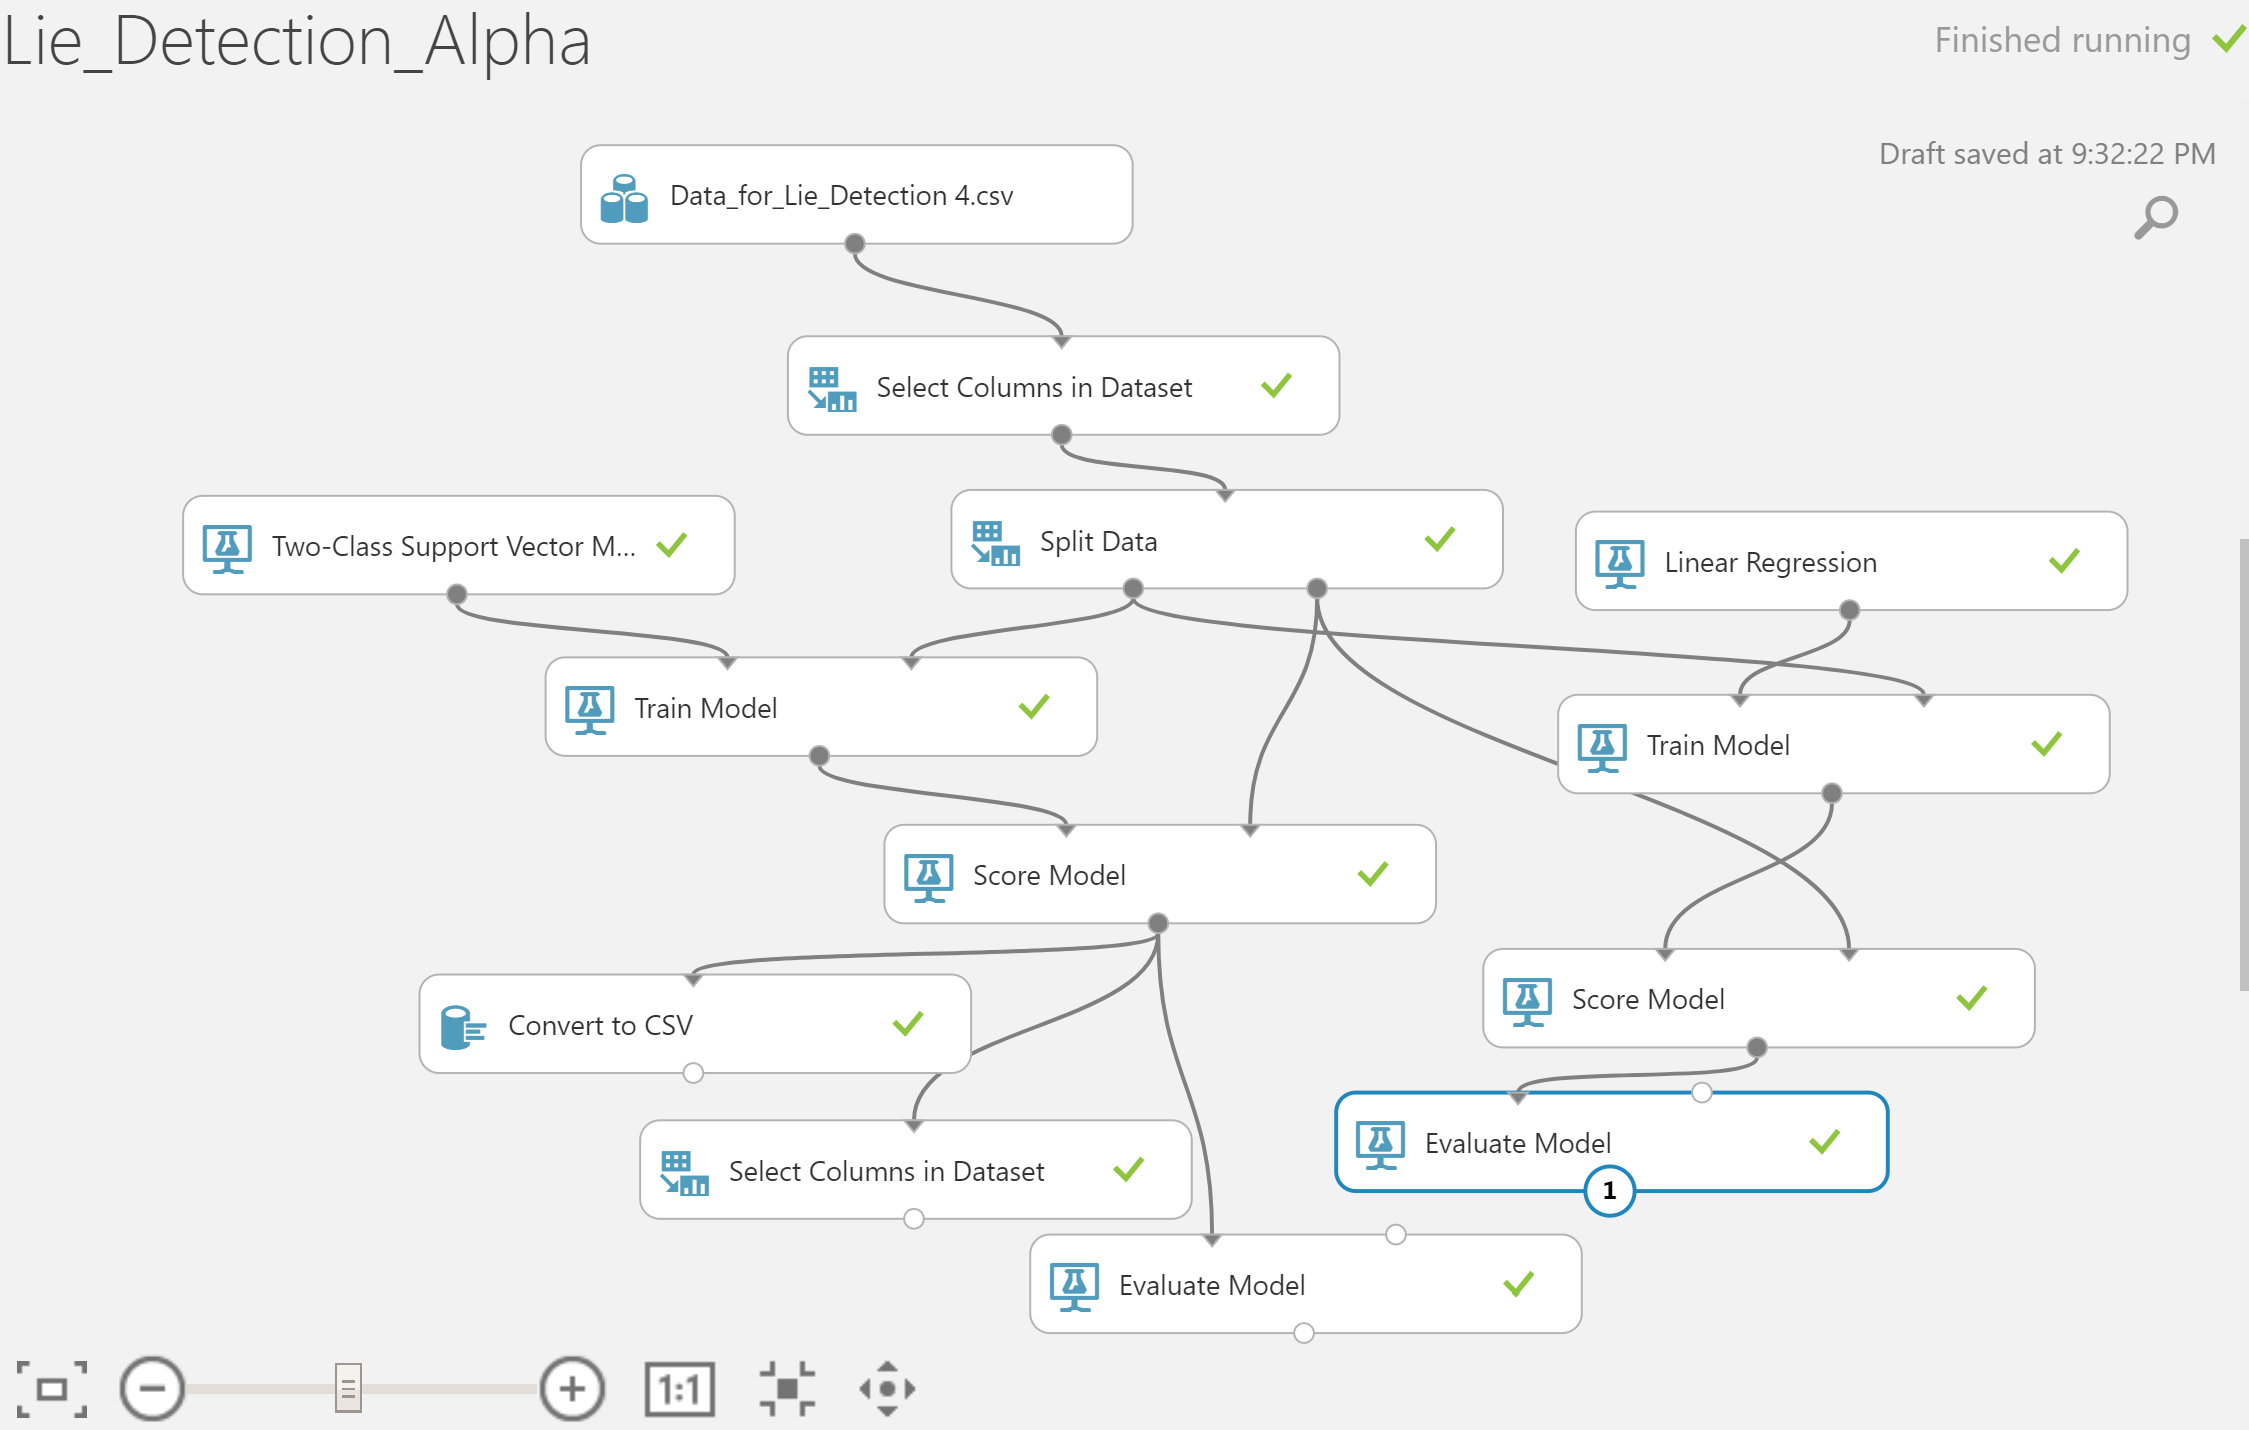 Lie_Detection_Alpha
Finished running
Draft saved at 9:32:22 PM
Data_for_Lie_Detection 4.csv
Select Columns in Dataset
Two-Class Support Vector M...
Split Data
Linear Regression
Train Model
Train Model
Score Model
Score Model
Convert to CSV
Evaluate Model
1
Select Columns in Dataset
Evaluate Model
1:1